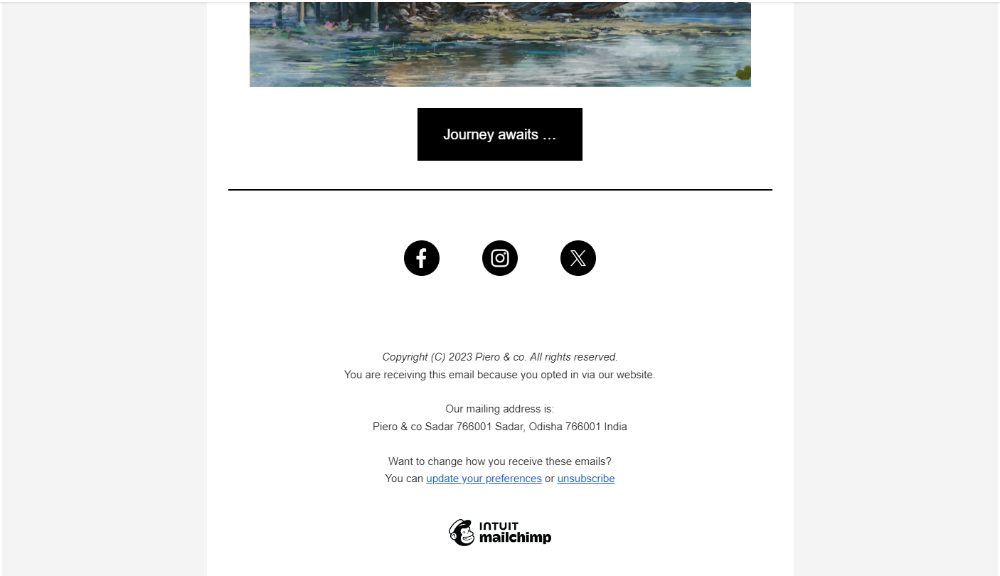 Journey awaits ...
Copyright (C) 2023 Piero & co. All rights reserved.
You are receiving this email because you opted in via our website.
Our mailing address is:
Piero & co Sadar 766001 Sadar, Odisha 766001 India
Want to change how you receive these emails?
You can update your preferences or unsubscribe
INTUIT
mailchimp